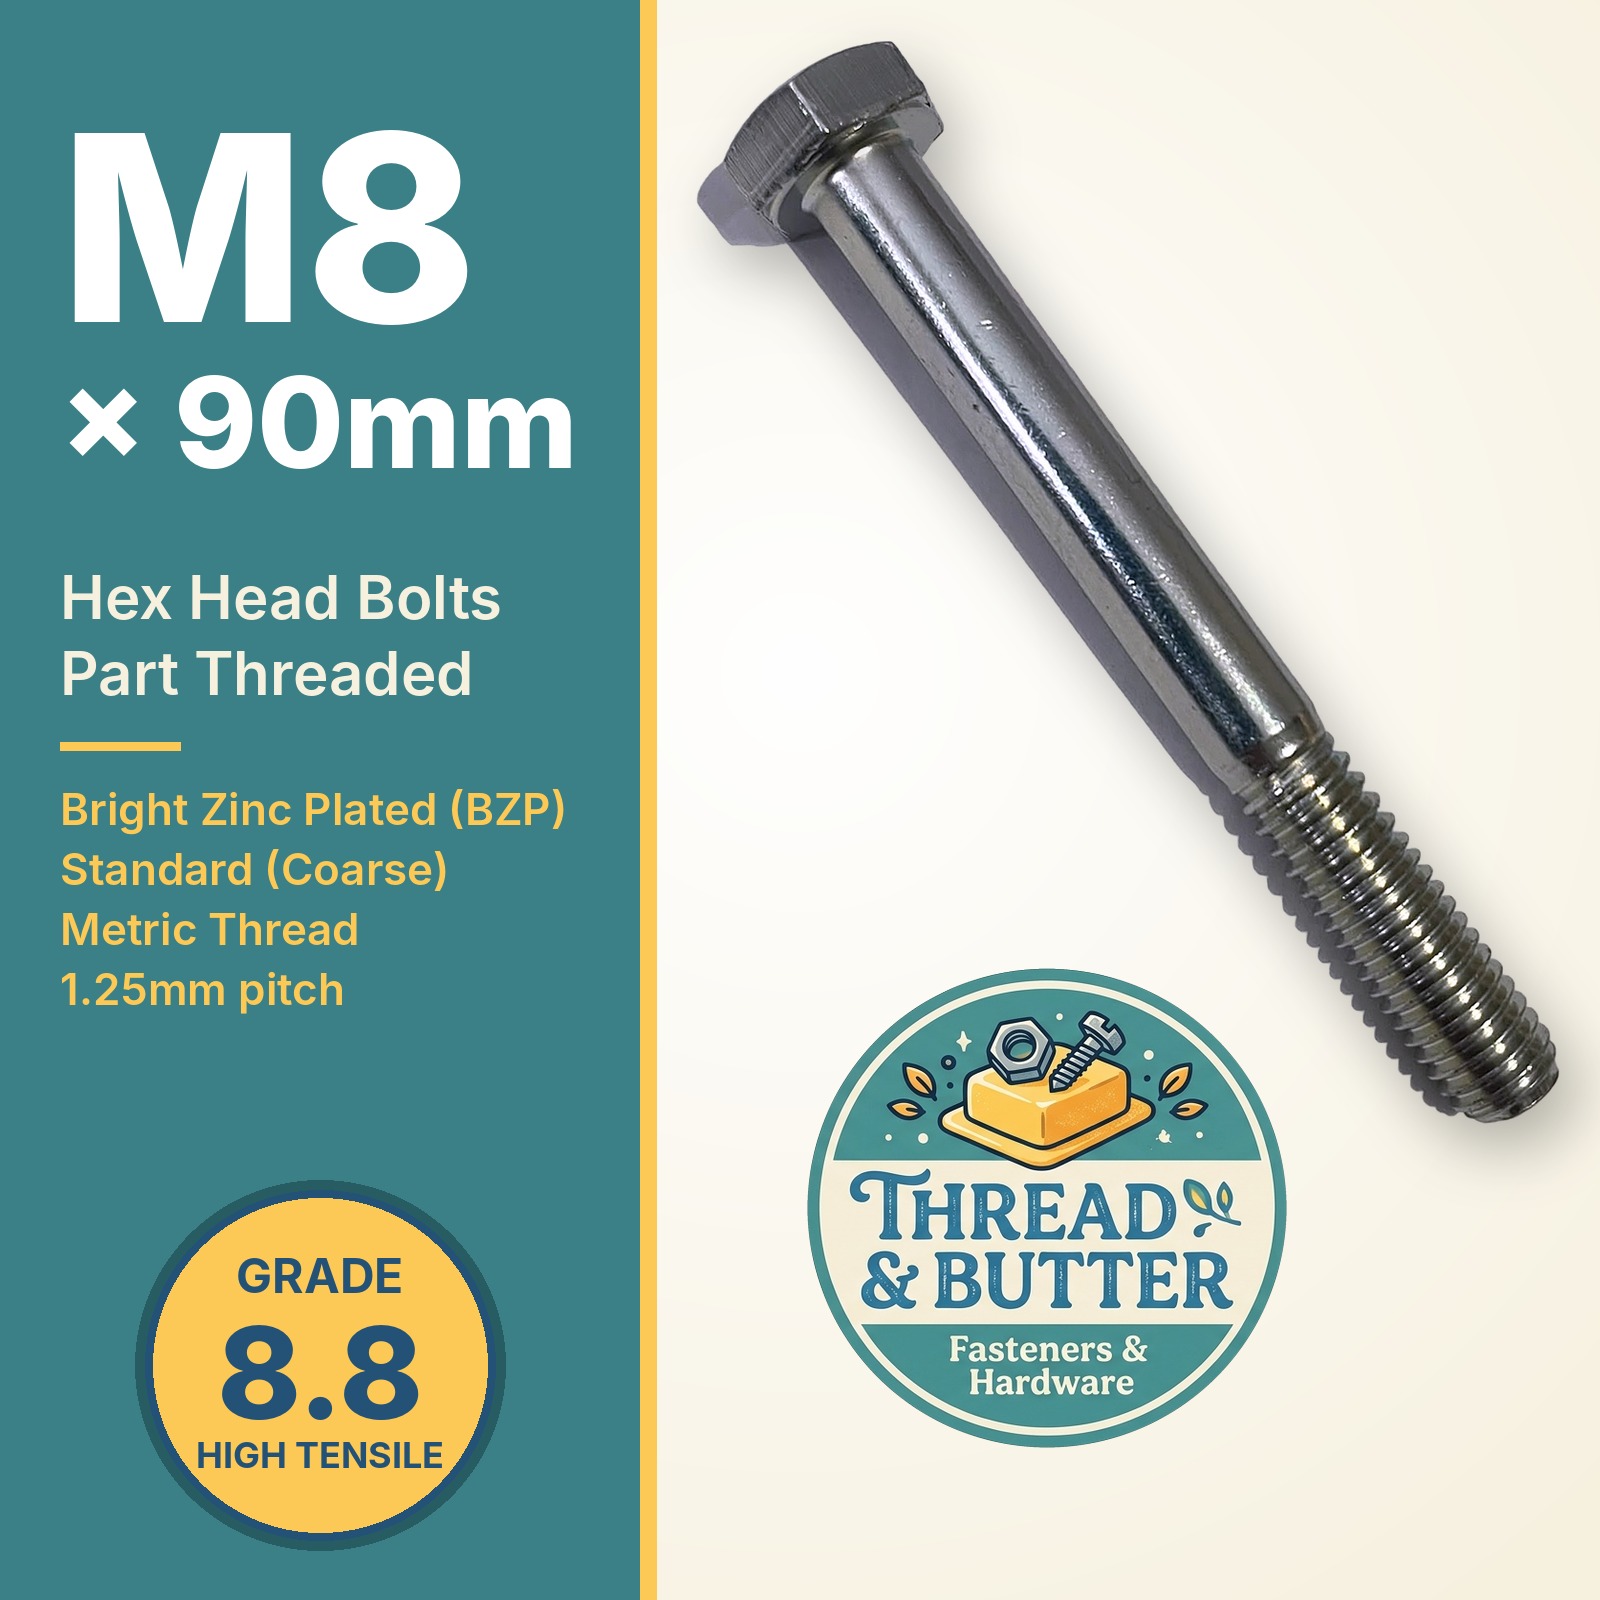 M8
× 90mm
Hex Head Bolts
Part Threaded
Bright Zinc Plated (BZP)
Standard (Coarse)
Metric Thread
1.25mm pitch
GRADE
8.8
HIGH TENSILE
THREAD
& BUTTER
Fasteners &
Hardware